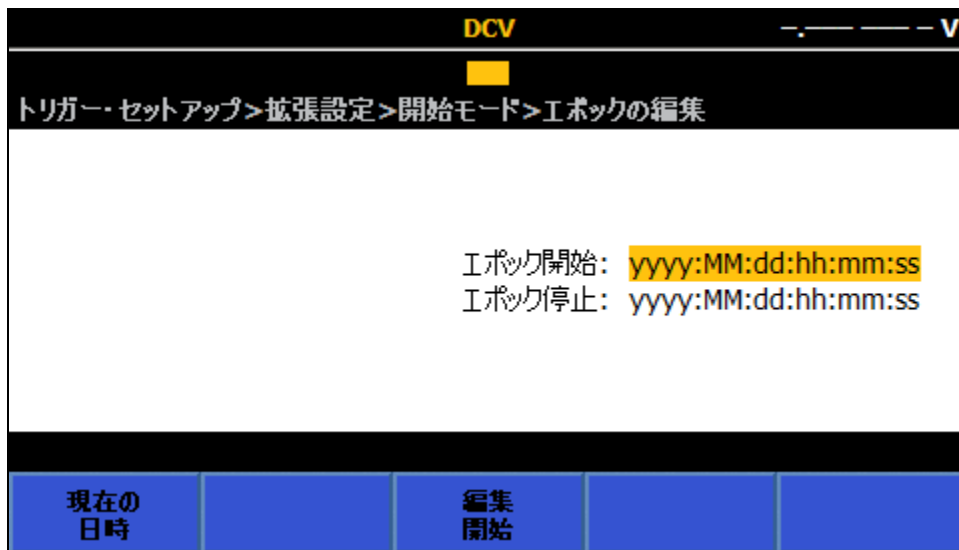 DCV -.--- --- - V
トリガー・セットアップ>拡張設定>開始モード>エポックの編集
エポック開始: yyyy:MM:dd:hh:mm:ss
エポック停止: yyyy:MM:dd:hh:mm:ss
現在の
日時
編集
開始